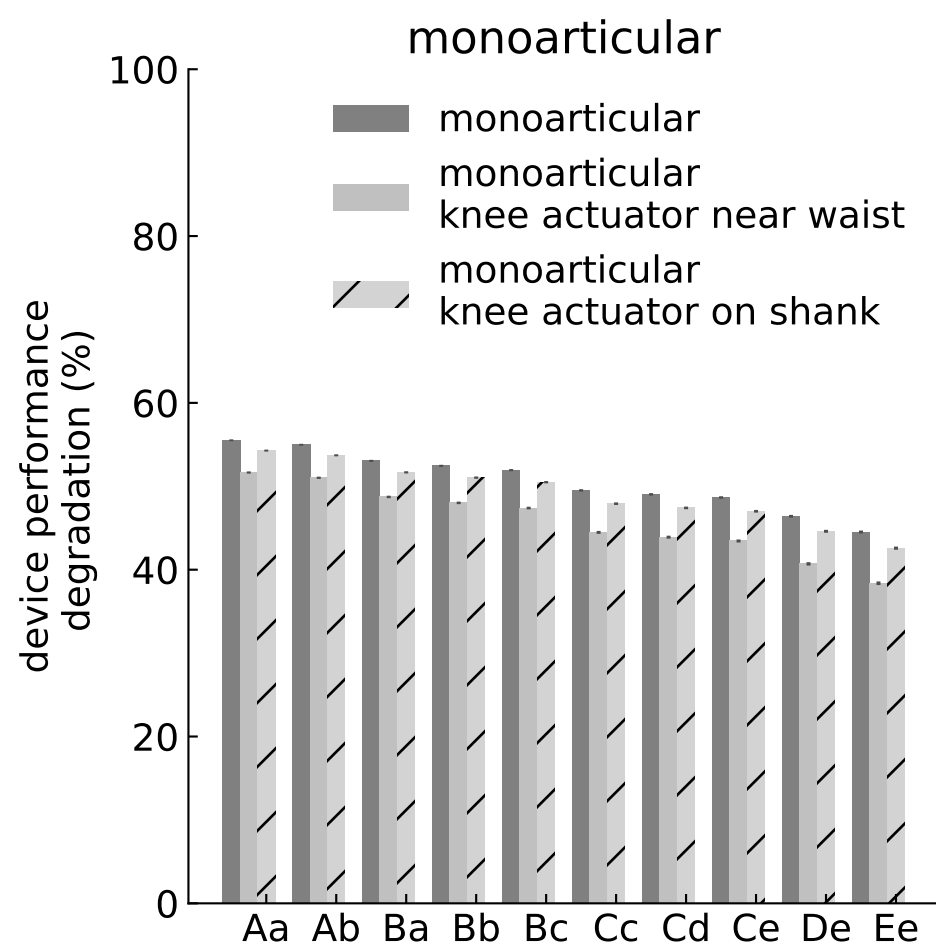 monoarticular
100
80
60
40
20
0
device performance
degradation (%)
monoarticular
monoarticular
knee actuator near waist
monoarticular
knee actuator on shank
Aa Ab Ba Bb Bc Cc Cd Ce De Ee